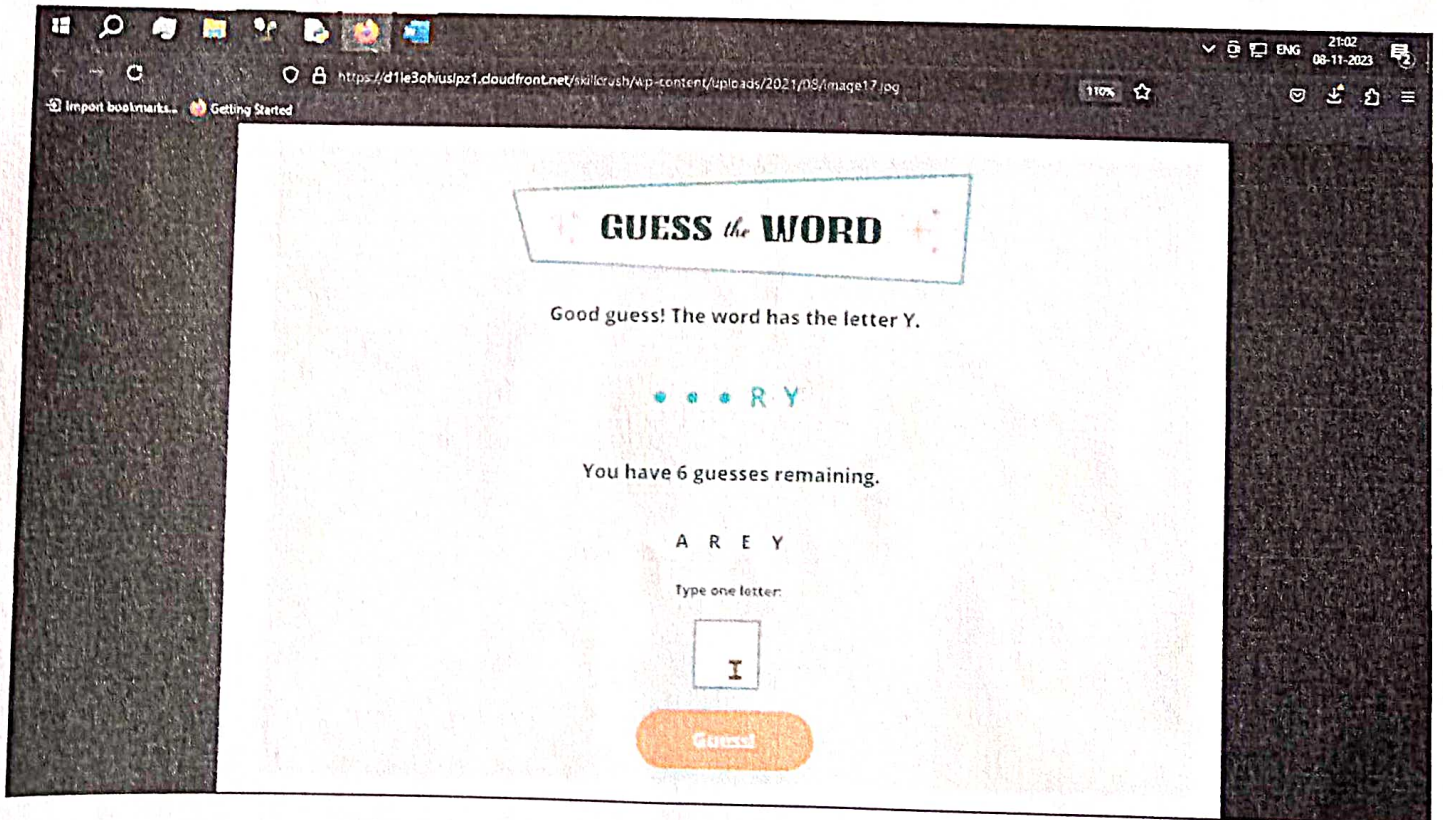 ENG
21:02
08-11-2023
2
https://d1le3ohiuslpz1.cloudfront.net/skillcrush/wp-content/uploads/2021/08/image17.jpg
110%
Import bookmarks... Getting Started
GUESS the WORD
Good guess! The word has the letter Y.
● ● ● R Y
You have 6 guesses remaining.
A R E Y
Type one letter:
Guess!